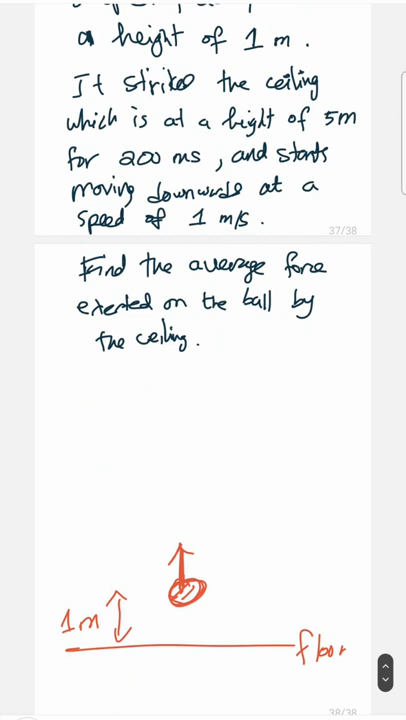 a height of 1 m.
It strikes the ceiling
which is at a height of 5m
for 200 ms, and starts
moving downwards at a
speed of 1 m/s.
37/38
Find the average force
exerted on the ball by
the ceiling.
1m
floor
38/38